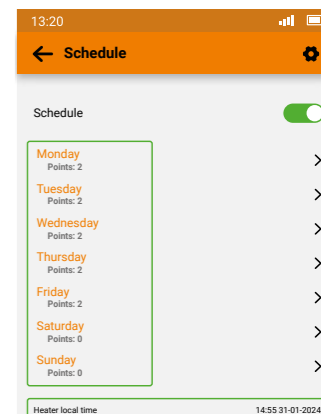 13:20
Schedule
Schedule
Monday
Points: 2
Tuesday
Points: 2
Wednesday
Points: 2
Thursday
Points: 2
Friday
Points: 2
Saturday
Points: 0
Sunday
Points: 0
Heater local time 14:55 31-01-2024